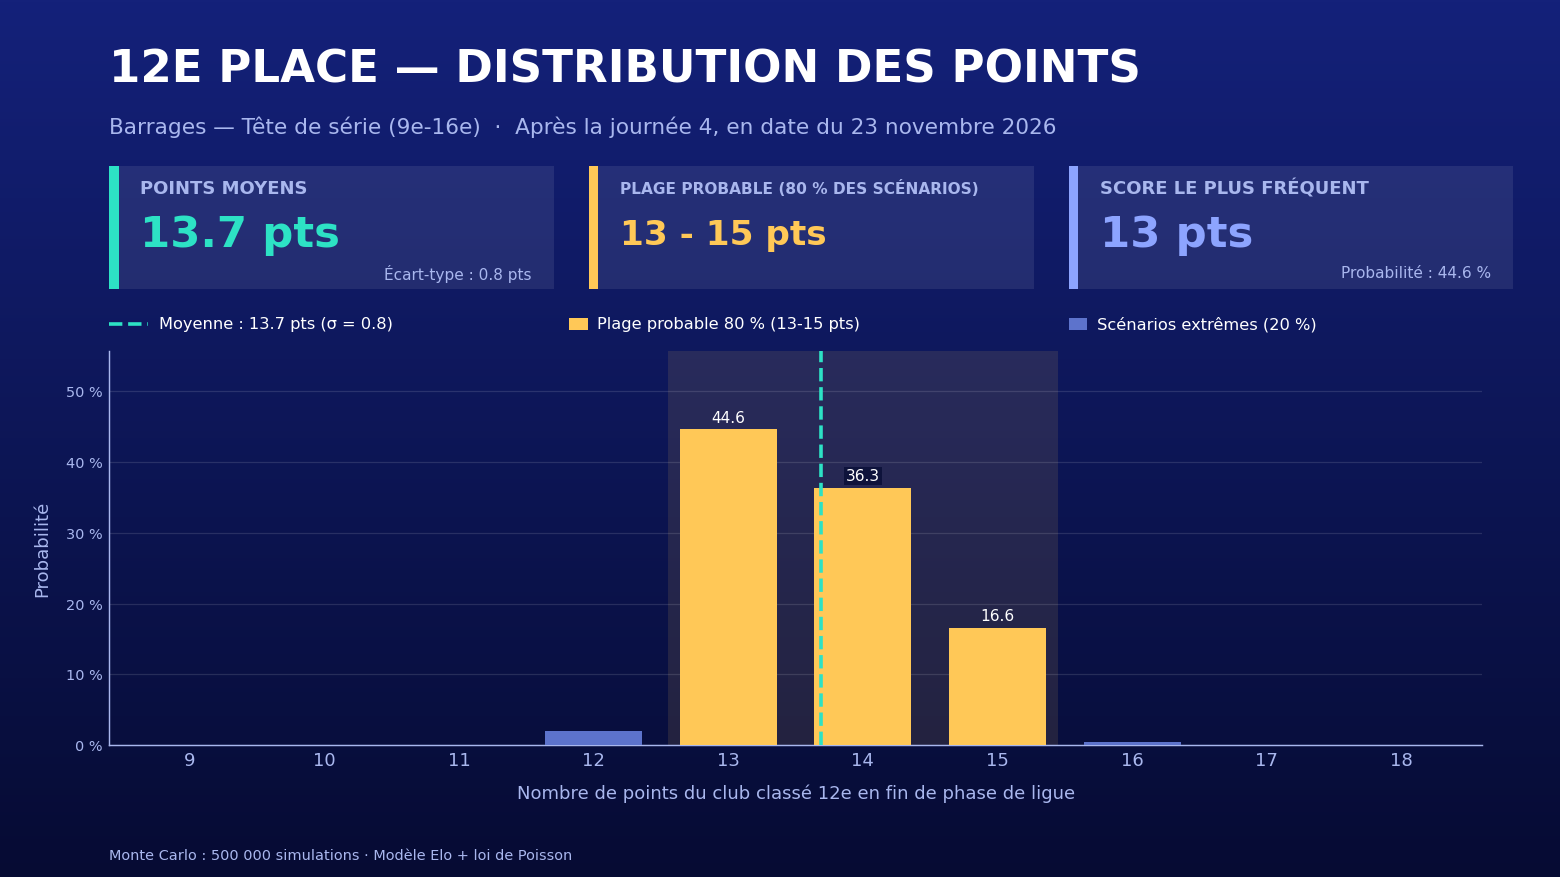 12E PLACE — DISTRIBUTION DES POINTS
Barrages — Tête de série (9e-16e)  ·  Après la journée 4, en date du 23 novembre 2026
POINTS MOYENS
13.7 pts
Écart-type : 0.8 pts
PLAGE PROBABLE (80 % DES SCÉNARIOS)
13 - 15 pts
SCORE LE PLUS FRÉQUENT
13 pts
Probabilité : 44.6 %
Moyenne : 13.7 pts (σ = 0.8)
Plage probable 80 % (13-15 pts)
Scénarios extrêmes (20 %)
Probabilité
50 %
40 %
30 %
20 %
10 %
0 %
44.6
36.3
16.6
9 10 11 12 13 14 15 16 17 18
Nombre de points du club classé 12e en fin de phase de ligue
Monte Carlo : 500 000 simulations · Modèle Elo + loi de Poisson